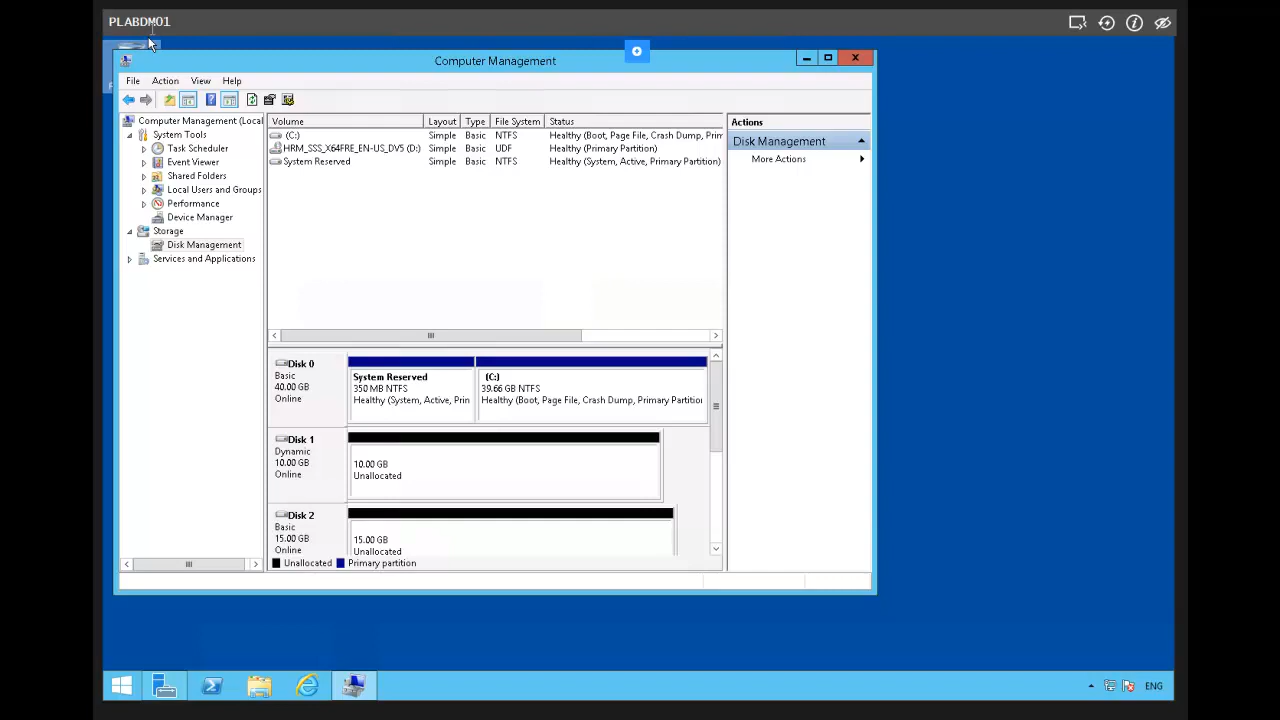 PLABDM01
Computer Management
File Action View Help
Computer Management (Local
System Tools
Task Scheduler
Event Viewer
Shared Folders
Local Users and Groups
Performance
Device Manager
Storage
Disk Management
Services and Applications
Volume Layout Type File System Status
(C:) Simple Basic NTFS Healthy (Boot, Page File, Crash Dump, Prim
HRM_SSS_X64FRE_EN-US_DV5 (D:) Simple Basic UDF Healthy (Primary Partition)
System Reserved Simple Basic NTFS Healthy (System, Active, Primary Partition)
Disk 0
Basic
40.00 GB
Online
System Reserved
350 MB NTFS
Healthy (System, Active, Prin
(C:)
39.66 GB NTFS
Healthy (Boot, Page File, Crash Dump, Primary Partitio
Disk 1
Dynamic
10.00 GB
Online
10.00 GB
Unallocated
Disk 2
Basic
15.00 GB
Online
15.00 GB
Unallocated
Unallocated Primary partition
Actions
Disk Management
More Actions
ENG